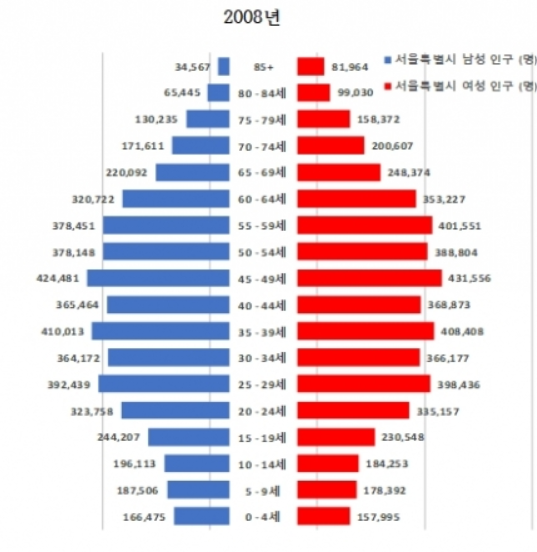 2008년
서울특별시 남성 인구 (명)
서울특별시 여성 인구 (명)
34,567 85+ 81,964
65,445 80 - 84세 99,030
130,235 75 - 79세 158,372
171,611 70 - 74세 200,607
220,092 65 - 69세 248,374
320,722 60 - 64세 353,227
378,451 55 - 59세 401,551
378,148 50 - 54세 388,804
424,481 45 - 49세 431,556
365,464 40 - 44세 368,873
410,013 35 - 39세 408,408
364,172 30 - 34세 366,177
392,439 25 - 29세 398,436
323,758 20 - 24세 335,157
244,207 15 - 19세 230,548
196,113 10 - 14세 184,253
187,506 5 - 9세 178,392
166,475 0 - 4세 157,995